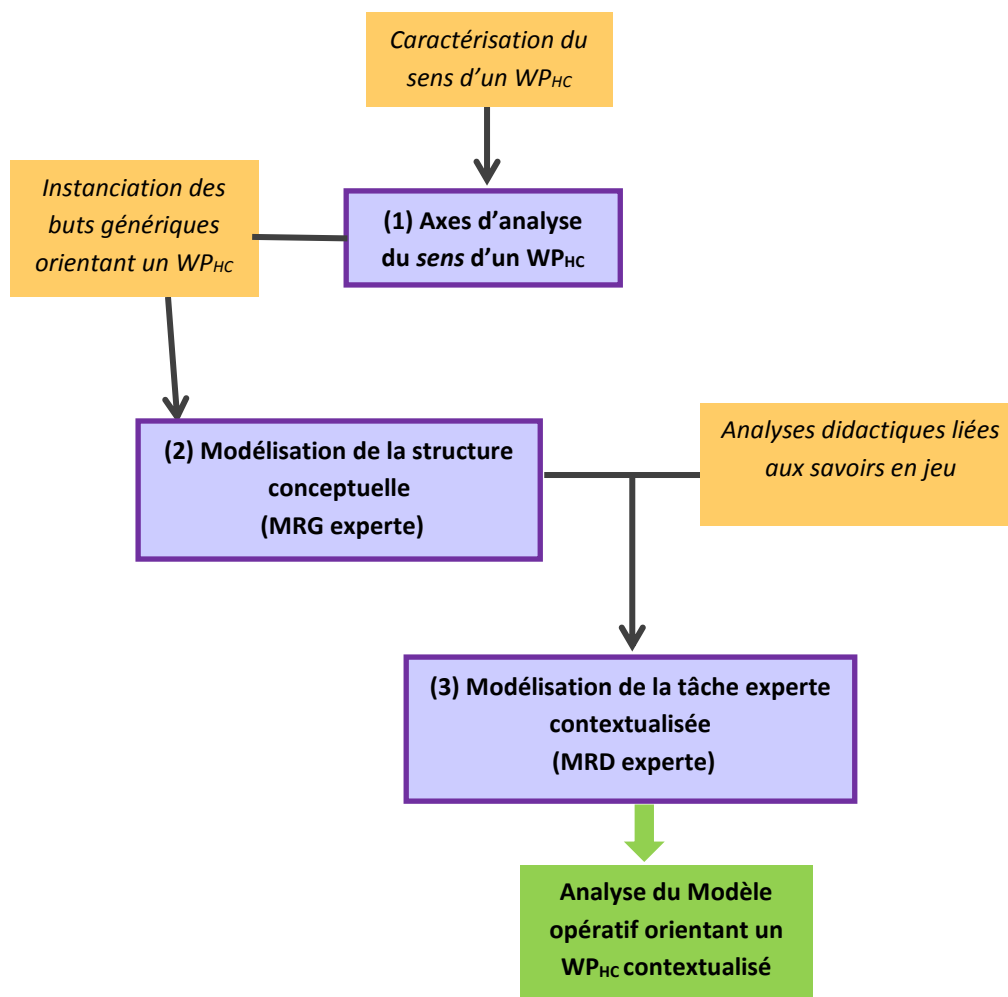 Caractérisation du
sens d’un WPHC
Instanciation des
buts génériques
orientant un WPHC
(1) Axes d’analyse
du sens d’un WPHC
(2) Modélisation de la structure
conceptuelle
(MRG experte)
Analyses didactiques liées
aux savoirs en jeu
(3) Modélisation de la tâche experte
contextualisée
(MRD experte)
Analyse du Modèle
opératif orientant un
WPHC contextualisé